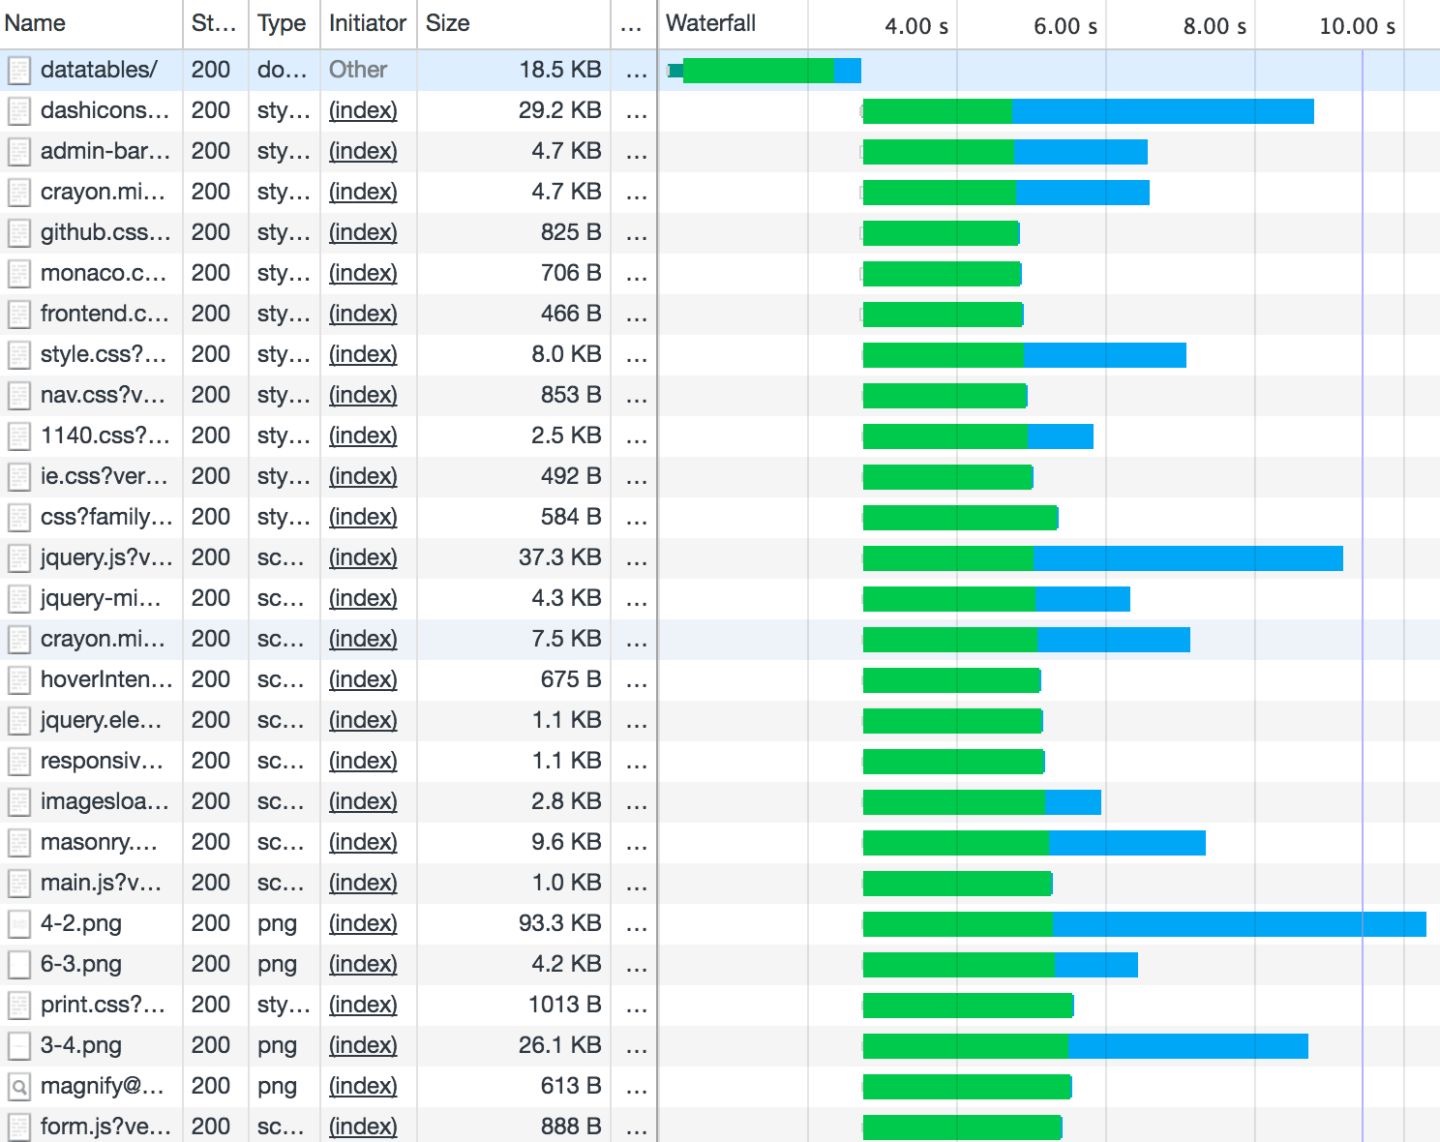 Name St... Type Initiator Size ... Waterfall 4.00 s 6.00 s 8.00 s 10.00 s
datatables/ 200 do... Other 18.5 KB ...
dashicons... 200 sty... (index) 29.2 KB ...
admin-bar... 200 sty... (index) 4.7 KB ...
crayon.mi... 200 sty... (index) 4.7 KB ...
github.css... 200 sty... (index) 825 B ...
monaco.c... 200 sty... (index) 706 B ...
frontend.c... 200 sty... (index) 466 B ...
style.css?... 200 sty... (index) 8.0 KB ...
nav.css?v... 200 sty... (index) 853 B ...
1140.css?... 200 sty... (index) 2.5 KB ...
ie.css?ver... 200 sty... (index) 492 B ...
css?family... 200 sty... (index) 584 B ...
jquery.js?v... 200 sc... (index) 37.3 KB ...
jquery-mi... 200 sc... (index) 4.3 KB ...
crayon.mi... 200 sc... (index) 7.5 KB ...
hoverInten... 200 sc... (index) 675 B ...
jquery.ele... 200 sc... (index) 1.1 KB ...
responsiv... 200 sc... (index) 1.1 KB ...
imagesloa... 200 sc... (index) 2.8 KB ...
masonry.... 200 sc... (index) 9.6 KB ...
main.js?v... 200 sc... (index) 1.0 KB ...
4-2.png 200 png (index) 93.3 KB ...
6-3.png 200 png (index) 4.2 KB ...
print.css?... 200 sty... (index) 1013 B ...
3-4.png 200 png (index) 26.1 KB ...
magnify@... 200 png (index) 613 B ...
form.js?ve... 200 sc... (index) 888 B ...